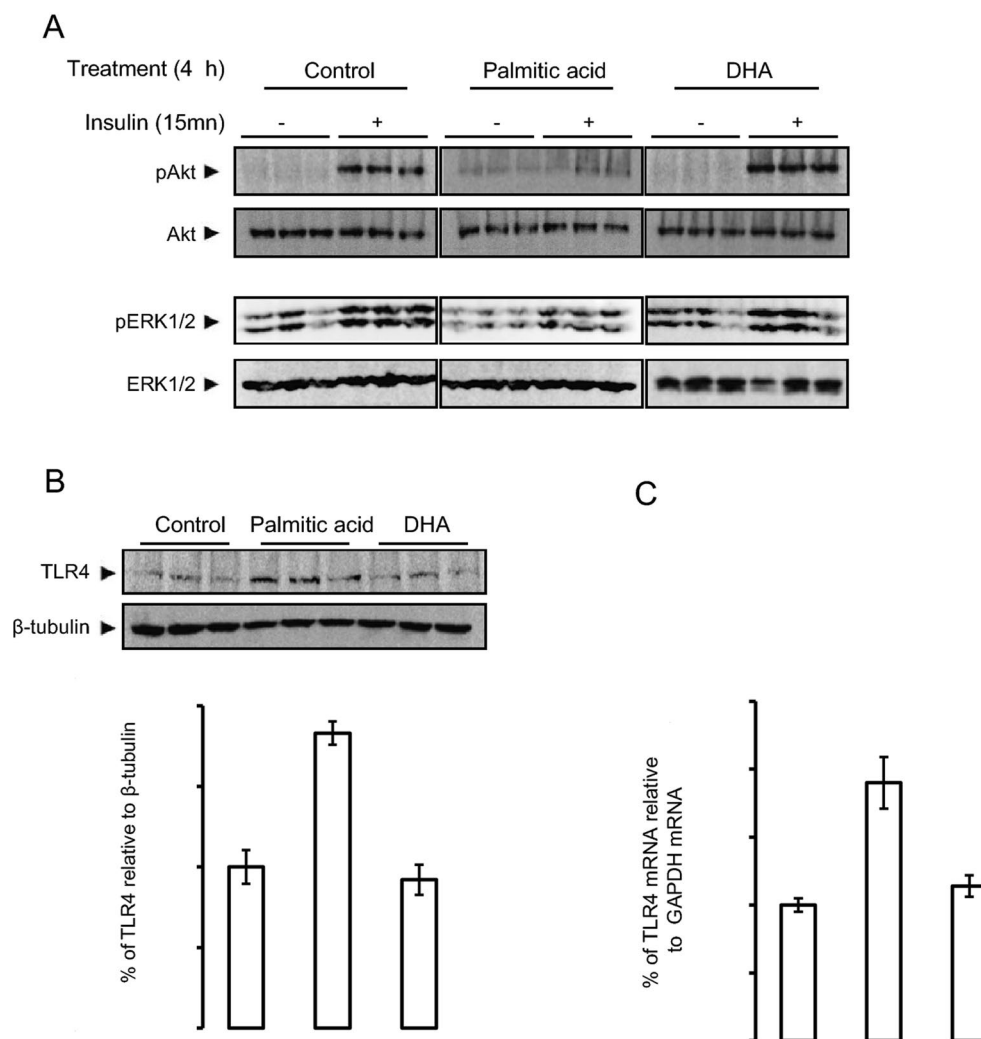 A
Treatment (4 h) Control Palmitic acid DHA
Insulin (15mn) - + - + - +
pAkt
Akt
pERK1/2
ERK1/2
B
C
Control Palmitic acid DHA
TLR4
β-tubulin
% of TLR4 relative to β-tubulin
% of TLR4 mRNA relative
to GAPDH mRNA